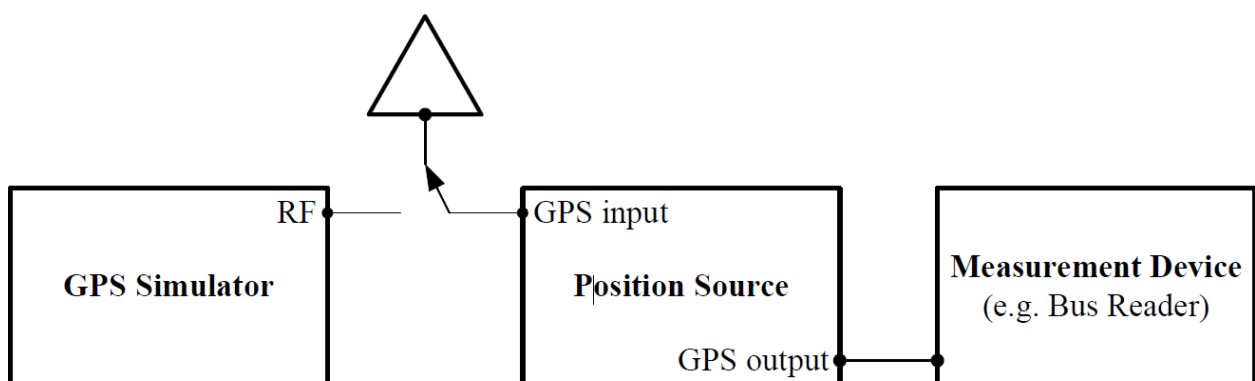 RF
GPS input
GPS Simulator
Position Source
Measurement Device
(e.g. Bus Reader)
GPS output